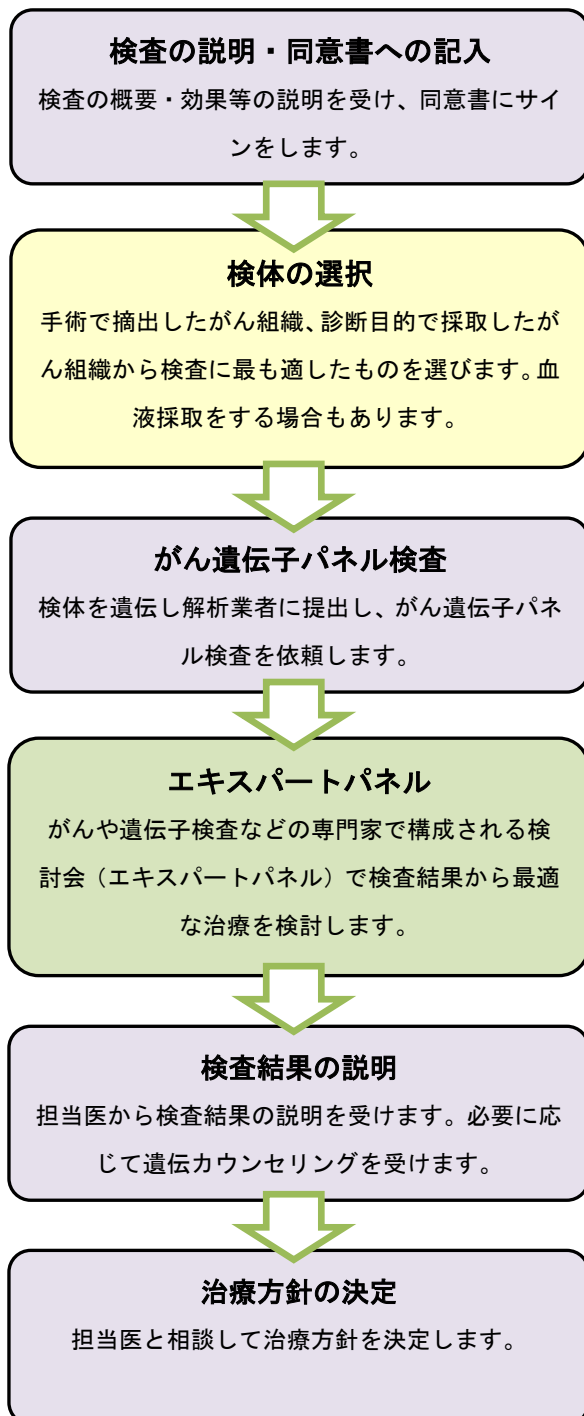 検査の説明・同意書への記入
検査の概要・効果等の説明を受け、同意書にサイ
ンをします。
検体の選択
手術で摘出したがん組織、診断目的で採取したが
ん組織から検査に最も適したものを選びます。血
液採取をする場合もあります。
がん遺伝子パネル検査
検体を遺伝し解析業者に提出し、がん遺伝子パネ
ル検査を依頼します。
エキスパートパネル
がんや遺伝子検査などの専門家で構成される検
討会（エキスパートパネル）で検査結果から最適
な治療を検討します。
検査結果の説明
担当医から検査結果の説明を受けます。必要に応
じて遺伝カウンセリングを受けます。
治療方針の決定
担当医と相談して治療方針を決定します。